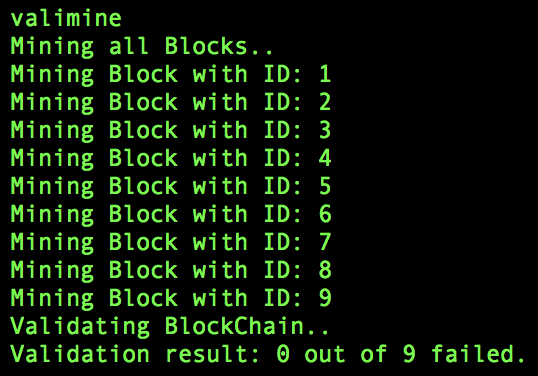 valimine
Mining all Blocks..
Mining Block with ID: 1
Mining Block with ID: 2
Mining Block with ID: 3
Mining Block with ID: 4
Mining Block with ID: 5
Mining Block with ID: 6
Mining Block with ID: 7
Mining Block with ID: 8
Mining Block with ID: 9
Validating BlockChain..
Validation result: 0 out of 9 failed.